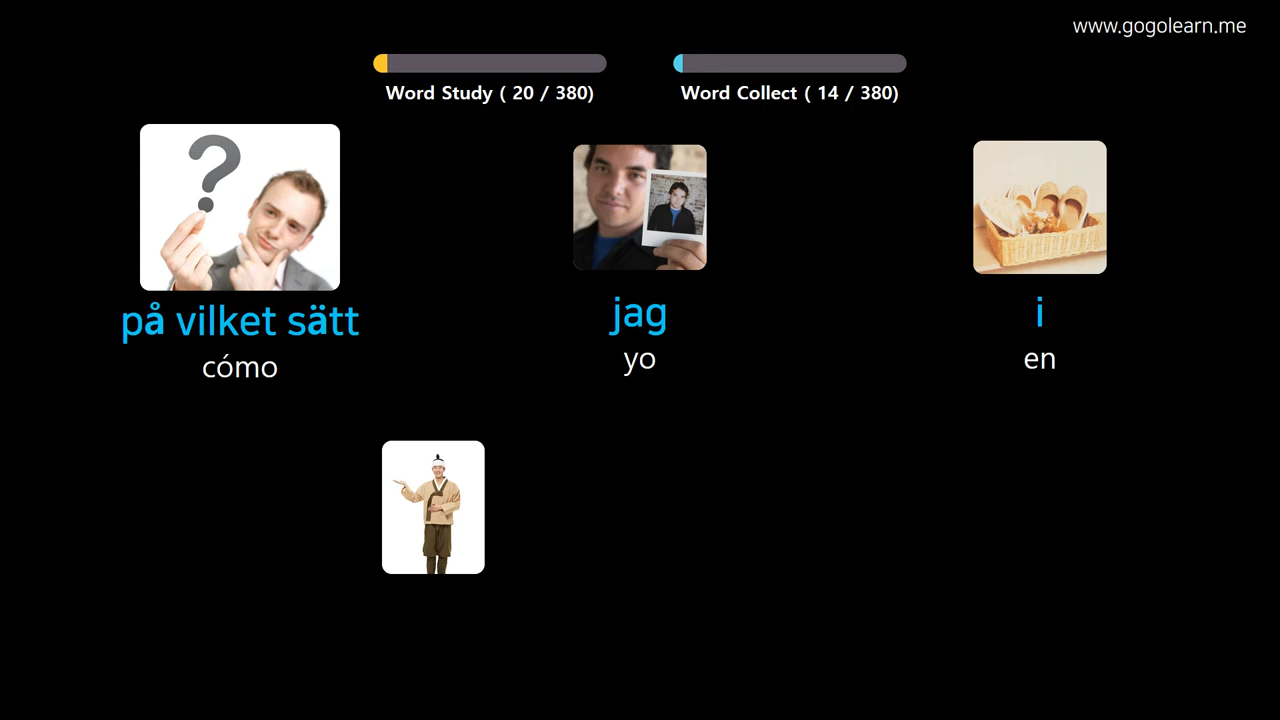 www.gogolearn.me
Word Study ( 20 / 380)
Word Collect ( 14 / 380)
på vilket sätt
cómo
jag
yo
i
en